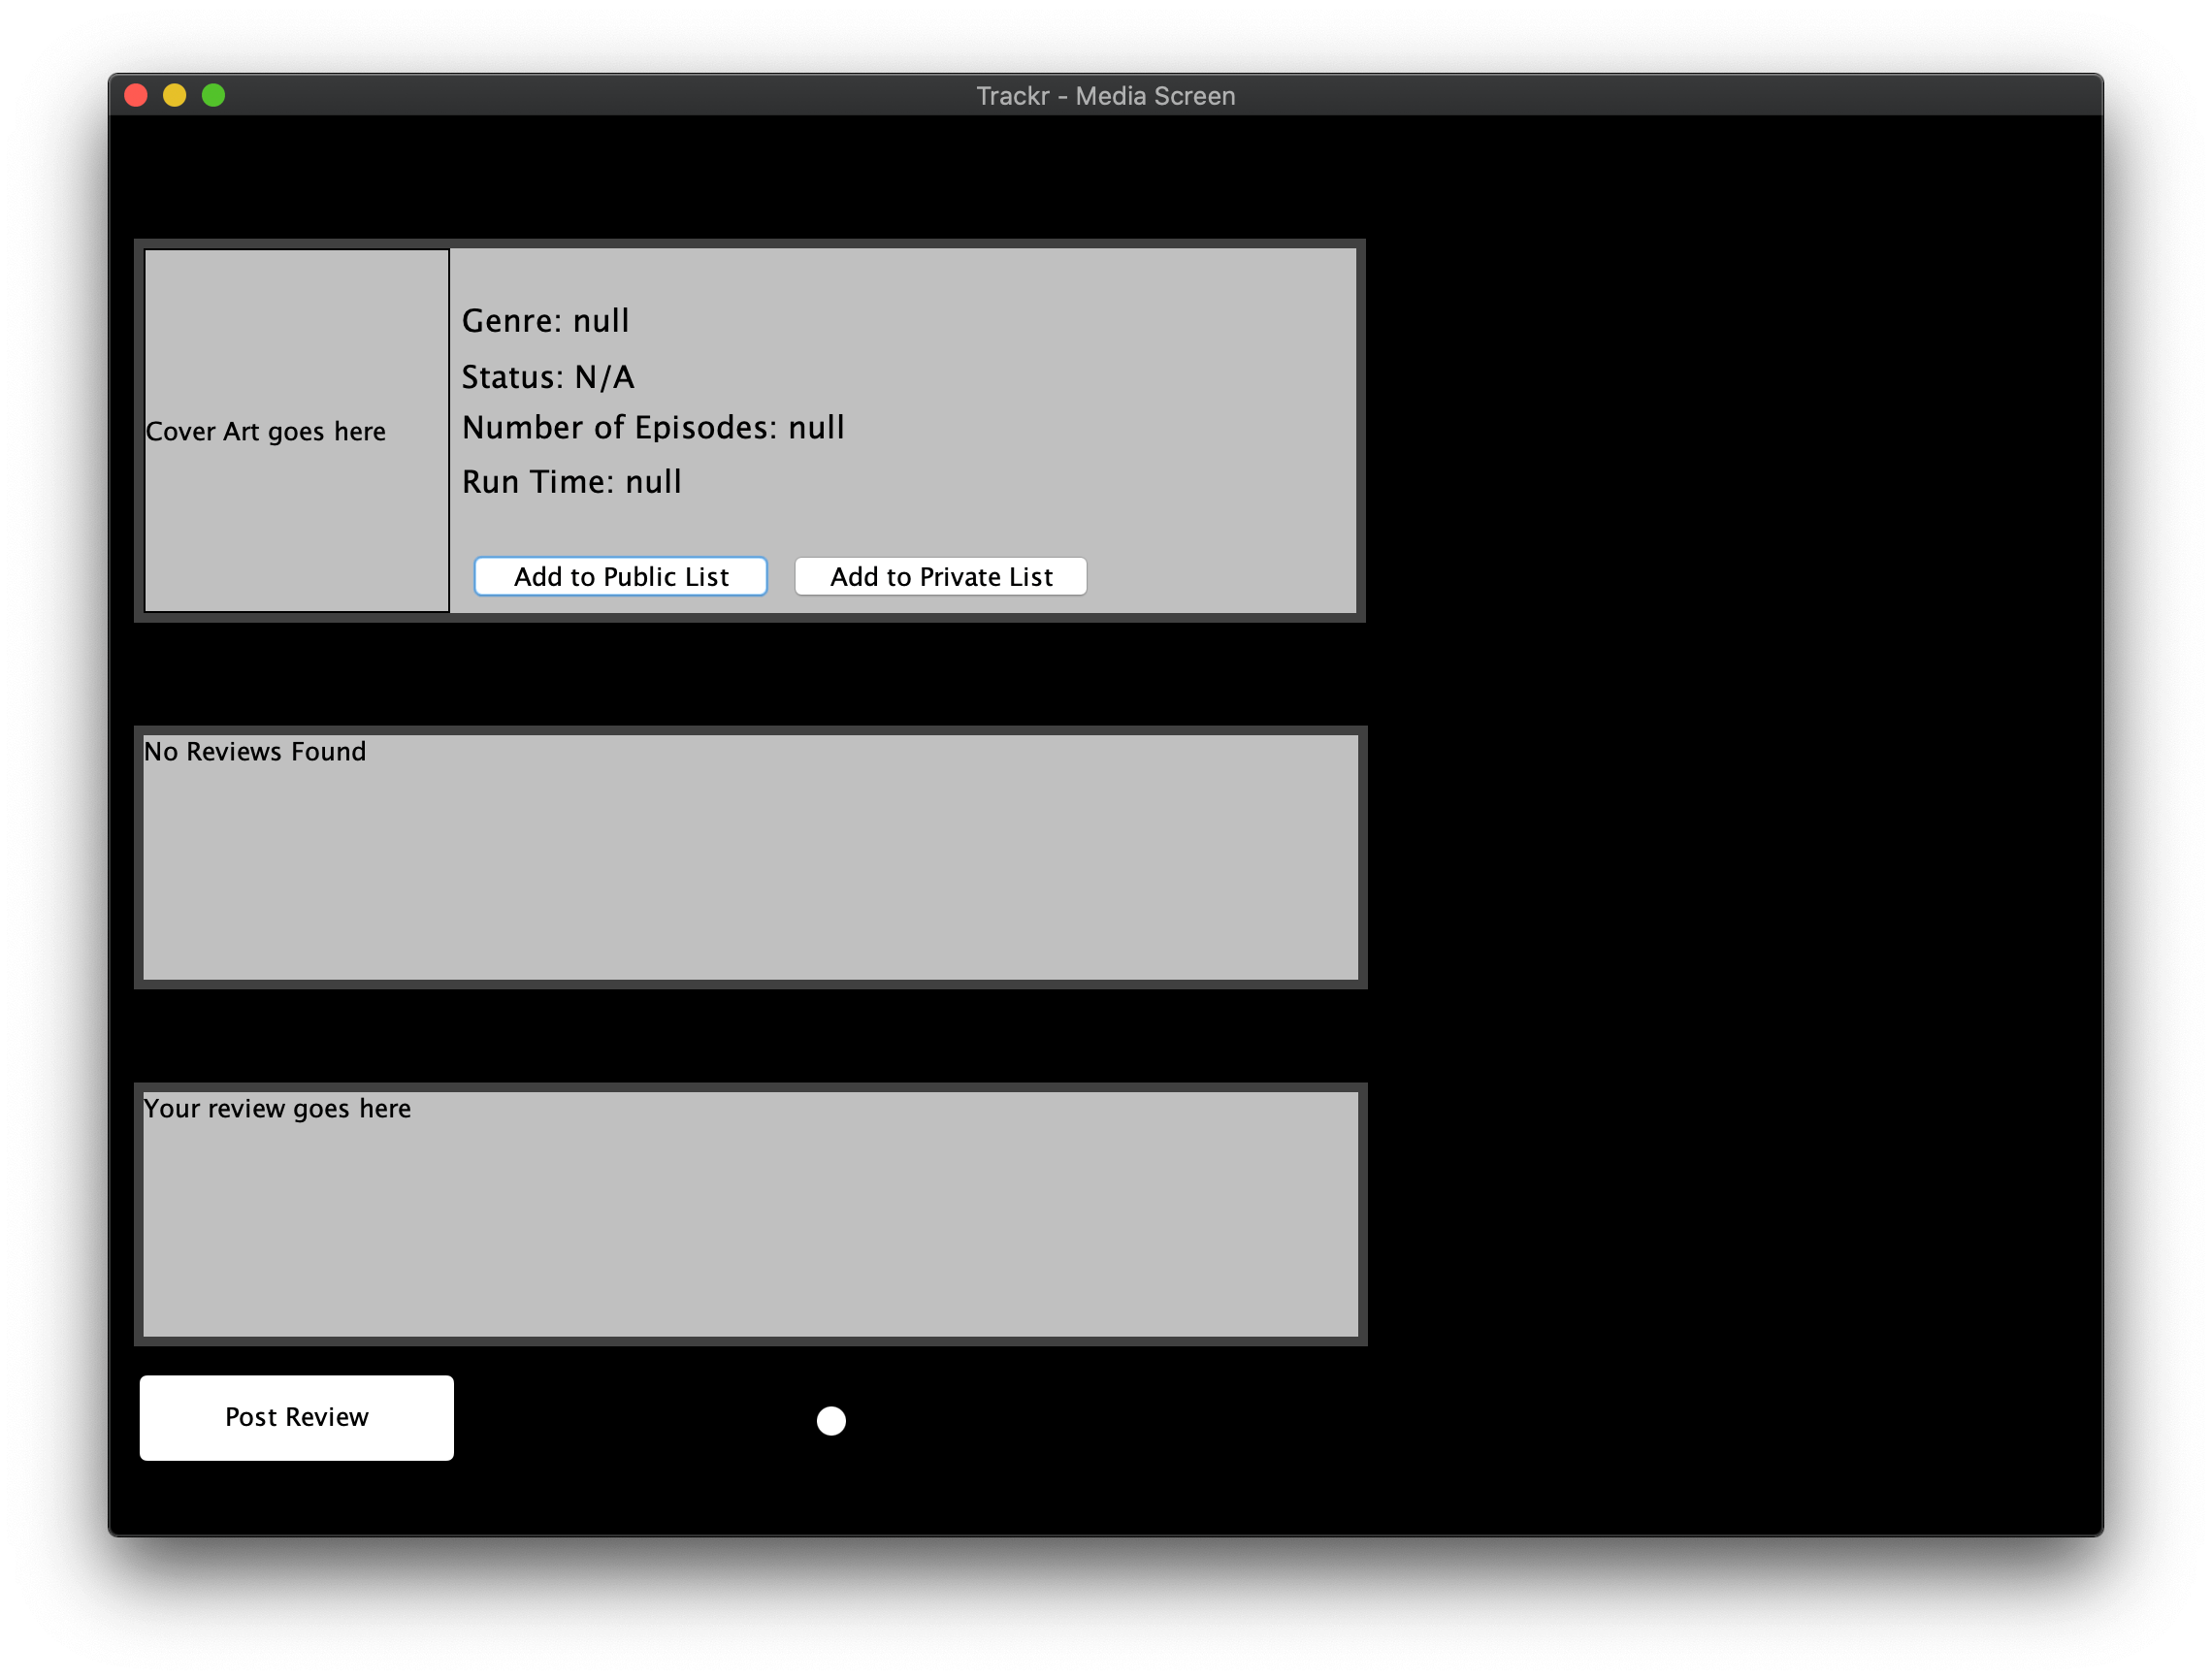 Trackr - Media Screen
Genre: null
Status: N/A
Number of Episodes: null
Cover Art goes here
Run Time: null
Add to Public List
Add to Private List
No Reviews Found
Your review goes here
Post Review